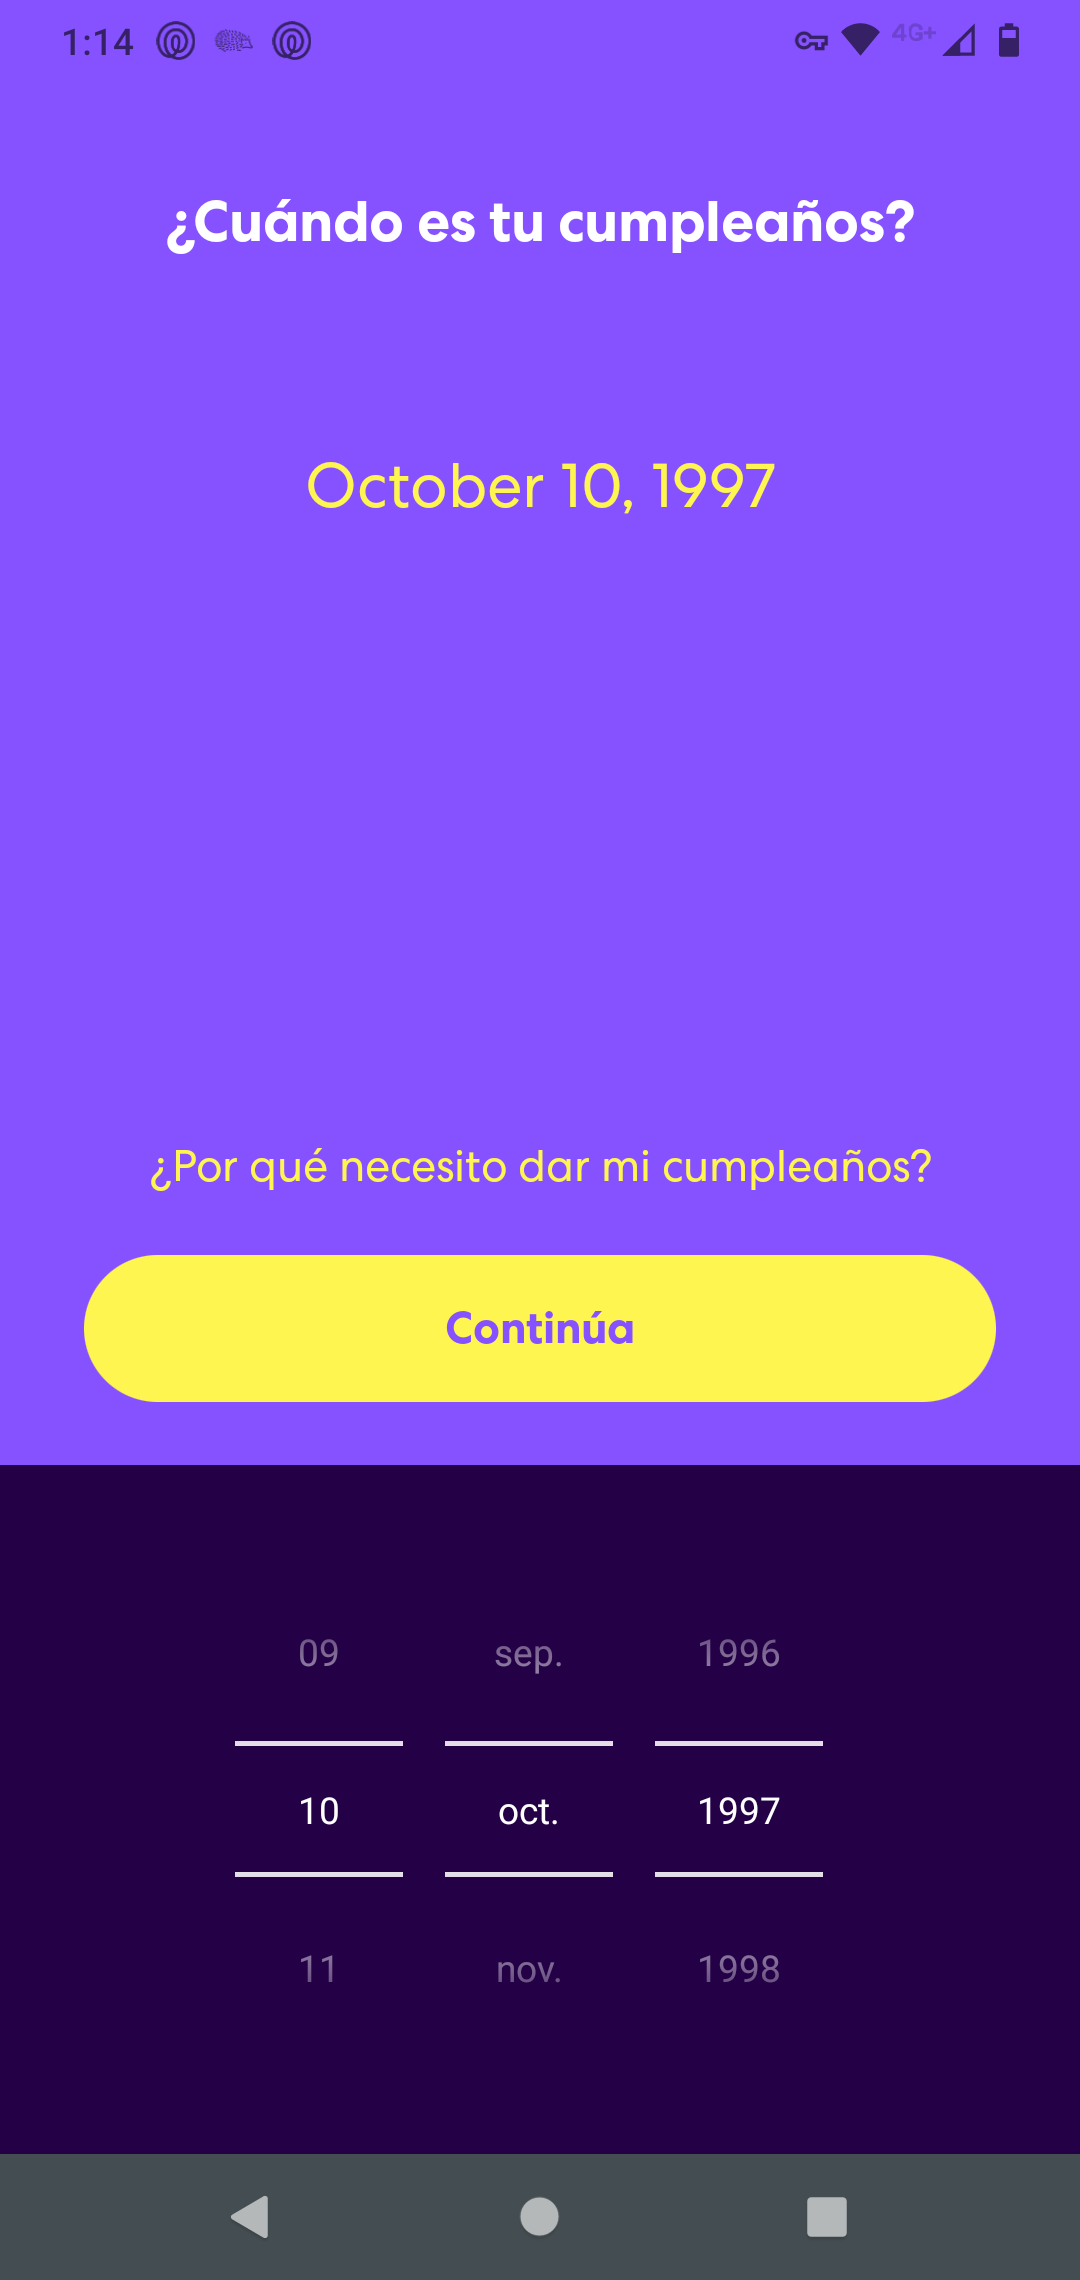 1:14
4G+
¿Cuándo es tu cumpleaños?
October 10, 1997
¿Por qué necesito dar mi cumpleaños?
Continúa
09 sep. 1996
10 oct. 1997
11 nov. 1998